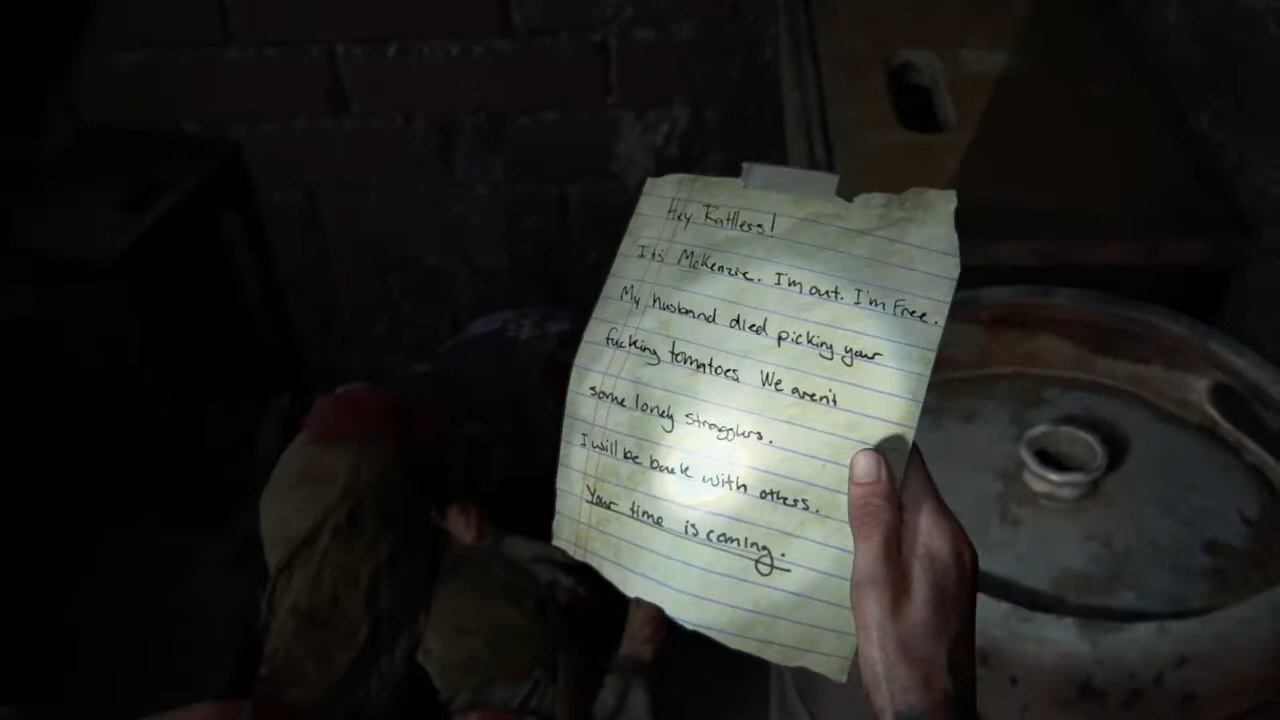 Hey Rattlers!
It's McKenzie. I'm out. I'm Free.
My husband died picking your
fucking tomatoes. We aren't
some lonely stragglers.
I will be back with others.
Your time is coming.